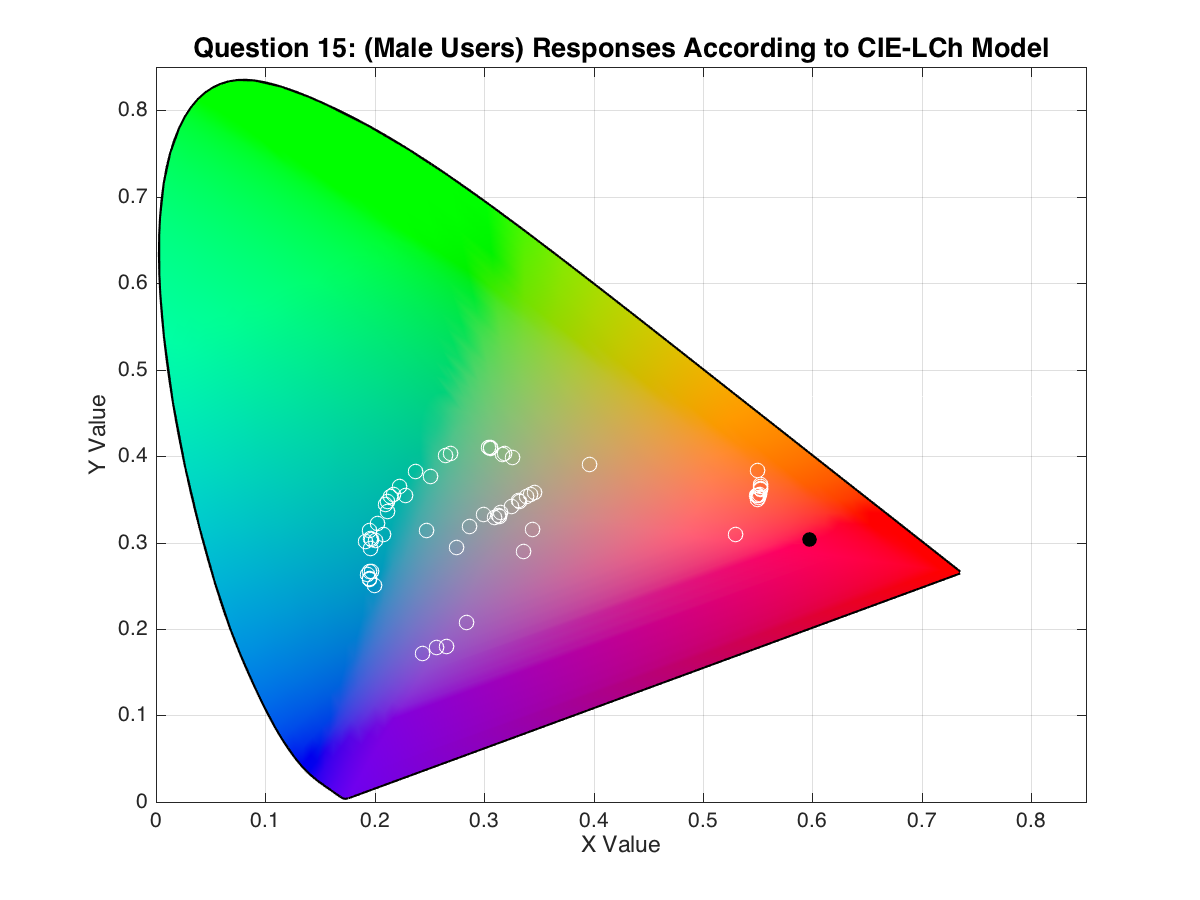 Question 15: (Male Users) Responses According to CIE-LCh Model
0.8
0.7
0.6
0.5
0.4
0.3
0.2
0.1
0
Y Value
0 0.1 0.2 0.3 0.4 0.5 0.6 0.7 0.8
X Value